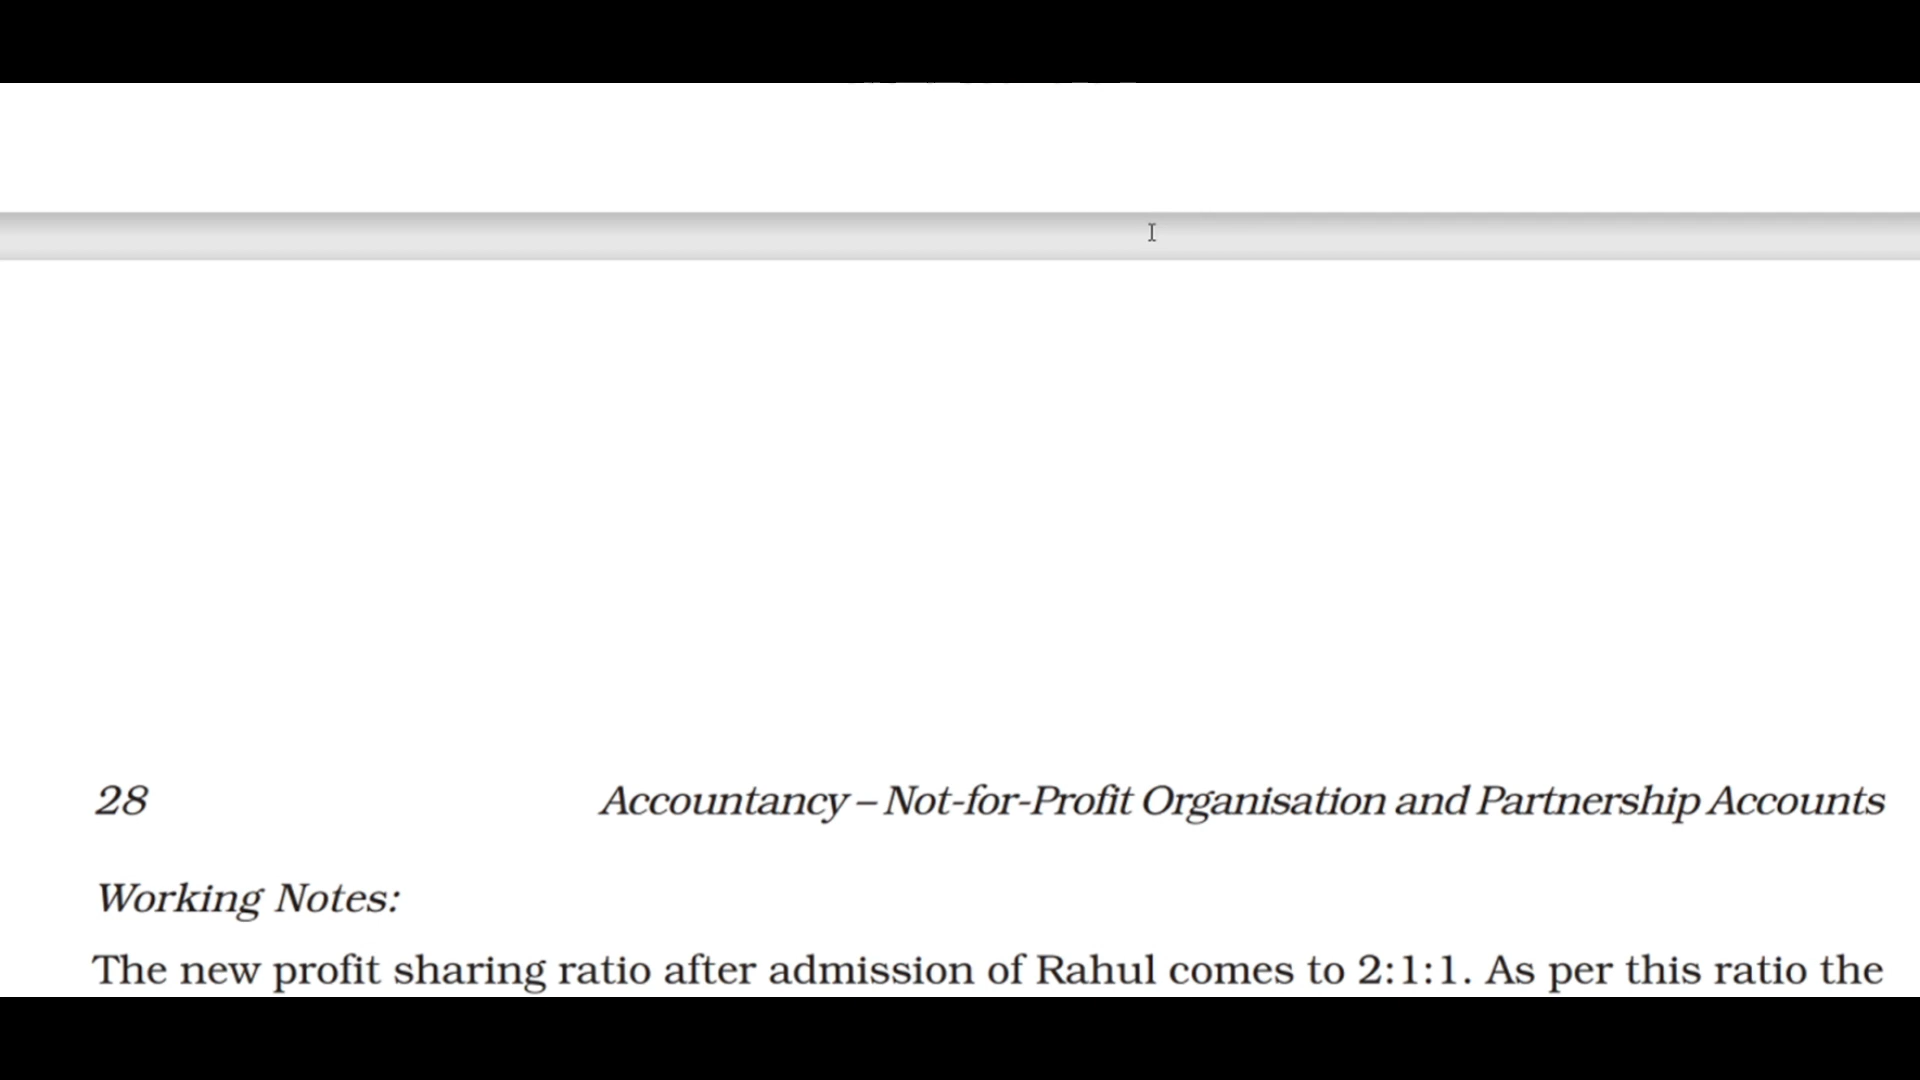 28 Accountancy – Not-for-Profit Organisation and Partnership Accounts
Working Notes:
The new profit sharing ratio after admission of Rahul comes to 2:1:1. As per this ratio the